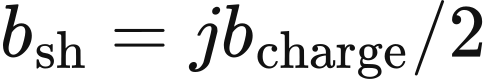 b_sh = jb_charge/2